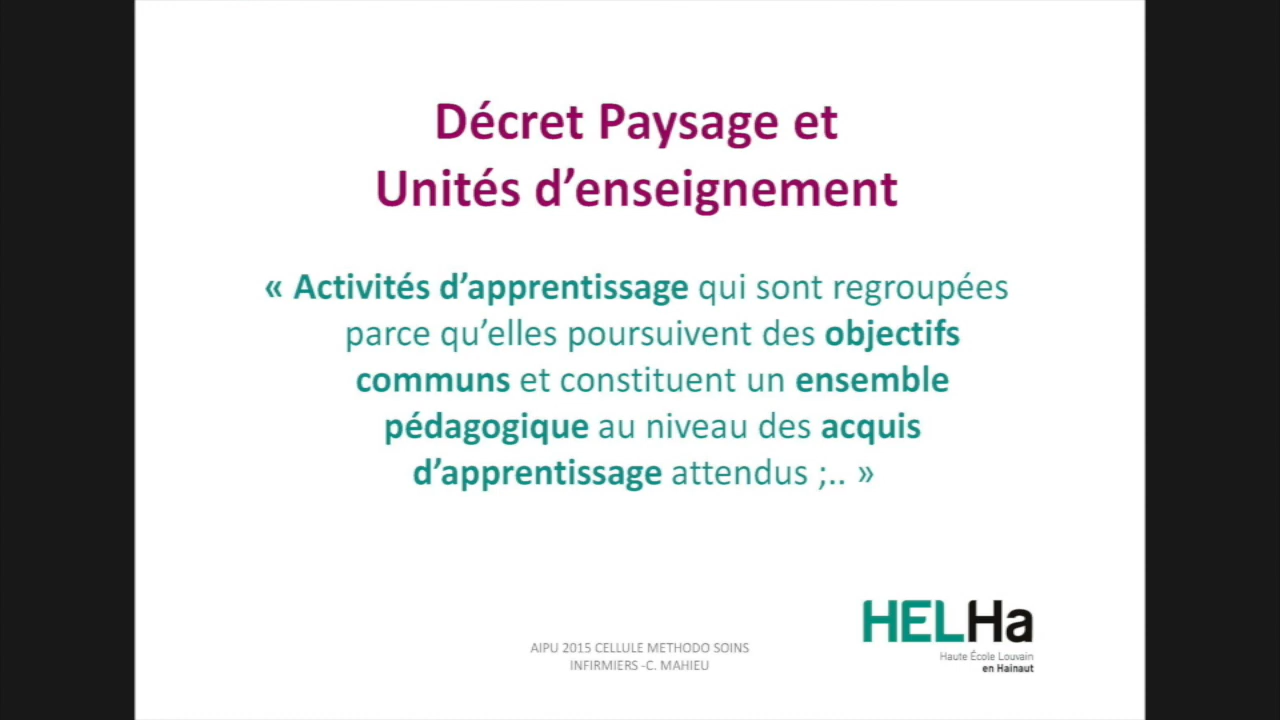 Décret Paysage et
Unités d’enseignement
« Activités d’apprentissage qui sont regroupées
parce qu’elles poursuivent des objectifs
communs et constituent un ensemble
pédagogique au niveau des acquis
d’apprentissage attendus ;.. »
AIPU 2015 CELLULE METHODO SOINS
INFIRMIERS -C. MAHIEU
HELHa
Haute École Louvain
en Hainaut